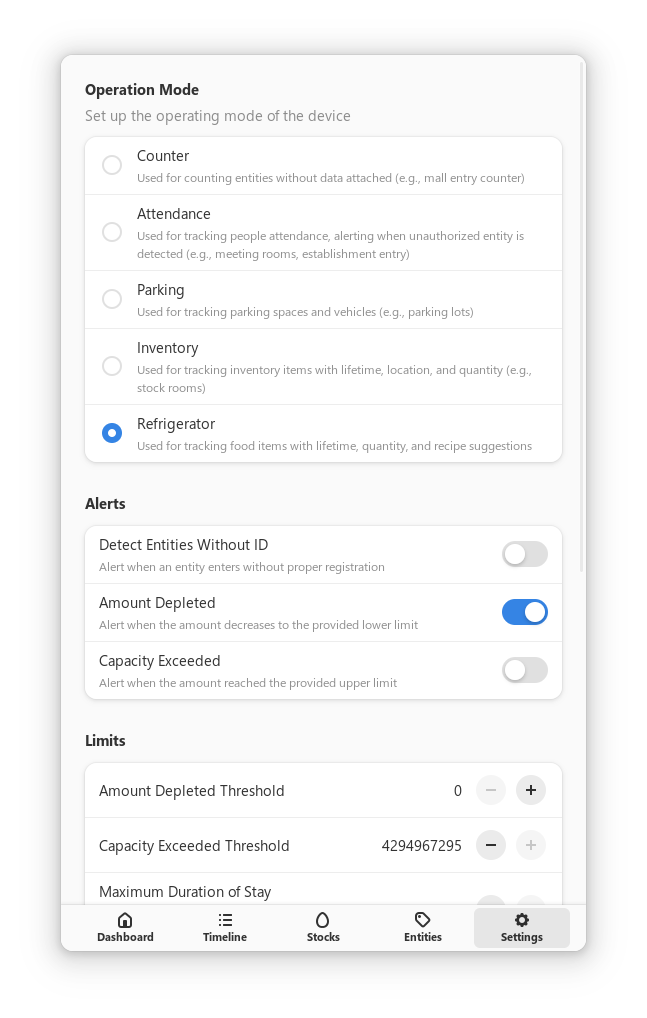 Operation Mode
Set up the operating mode of the device
Counter
Used for counting entities without data attached (e.g., mall entry counter)
Attendance
Used for tracking people attendance, alerting when unauthorized entity is
detected (e.g., meeting rooms, establishment entry)
Parking
Used for tracking parking spaces and vehicles (e.g., parking lots)
Inventory
Used for tracking inventory items with lifetime, location, and quantity (e.g.,
stock rooms)
Refrigerator
Used for tracking food items with lifetime, quantity, and recipe suggestions
Alerts
Detect Entities Without ID
Alert when an entity enters without proper registration
Amount Depleted
Alert when the amount decreases to the provided lower limit
Capacity Exceeded
Alert when the amount reached the provided upper limit
Limits
Amount Depleted Threshold 0 − +
Capacity Exceeded Threshold 4294967295 − +
Maximum Duration of Stay
Dashboard Timeline Stocks Entities Settings